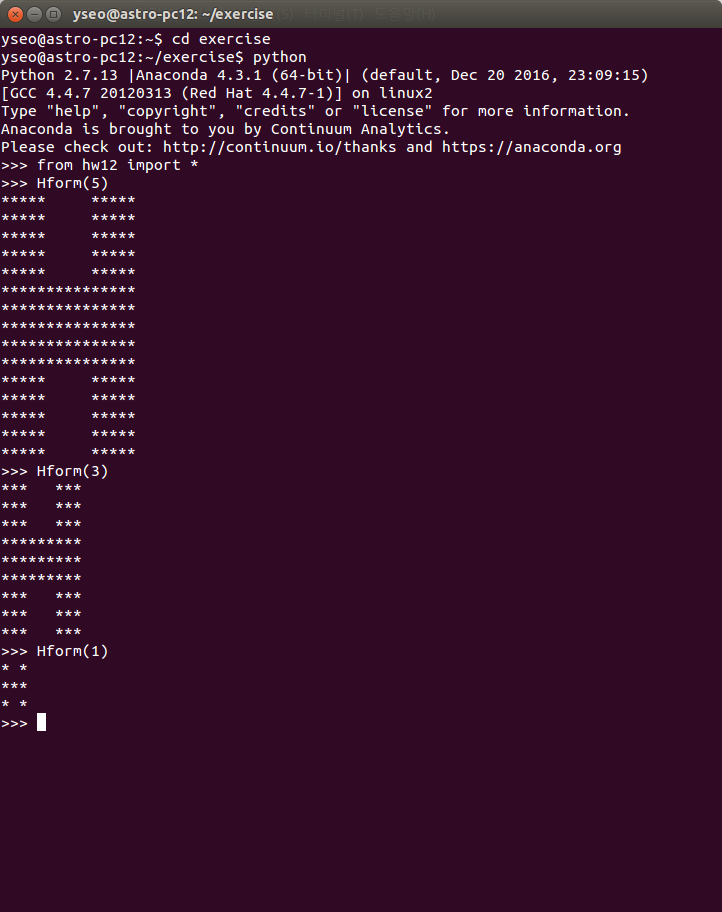 yseo@astro-pc12: ~/exercise
yseo@astro-pc12:~$ cd exercise
yseo@astro-pc12:~/exercise$ python
Python 2.7.13 |Anaconda 4.3.1 (64-bit)| (default, Dec 20 2016, 23:09:15)
[GCC 4.4.7 20120313 (Red Hat 4.4.7-1)] on linux2
Type "help", "copyright", "credits" or "license" for more information.
Anaconda is brought to you by Continuum Analytics.
Please check out: http://continuum.io/thanks and https://anaconda.org
>>> from hw12 import *
>>> Hform(5)
*****     *****
*****     *****
*****     *****
*****     *****
*****     *****
***************
***************
***************
***************
***************
*****     *****
*****     *****
*****     *****
*****     *****
*****     *****
>>> Hform(3)
***   ***
***   ***
***   ***
*********
*********
*********
***   ***
***   ***
***   ***
>>> Hform(1)
* *
***
* *
>>>